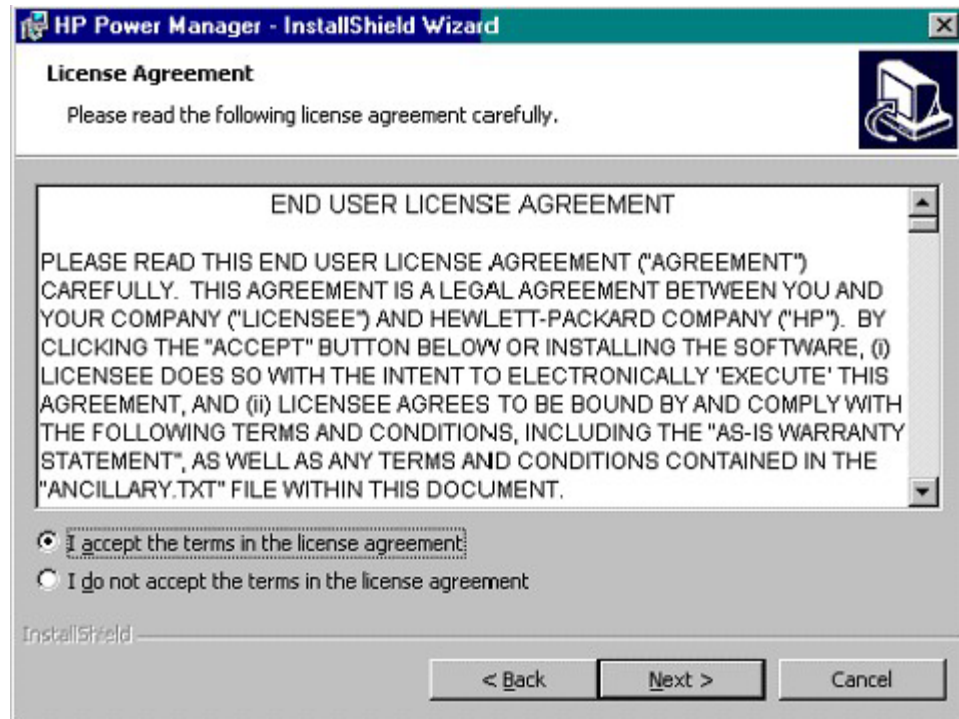 HP Power Manager - InstallShield Wizard
License Agreement
Please read the following license agreement carefully.
END USER LICENSE AGREEMENT
PLEASE READ THIS END USER LICENSE AGREEMENT ("AGREEMENT")
CAREFULLY. THIS AGREEMENT IS A LEGAL AGREEMENT BETWEEN YOU AND
YOUR COMPANY ("LICENSEE") AND HEWLETT-PACKARD COMPANY ("HP"). BY
CLICKING THE "ACCEPT" BUTTON BELOW OR INSTALLING THE SOFTWARE, (i)
LICENSEE DOES SO WITH THE INTENT TO ELECTRONICALLY 'EXECUTE' THIS
AGREEMENT, AND (ii) LICENSEE AGREES TO BE BOUND BY AND COMPLY WITH
THE FOLLOWING TERMS AND CONDITIONS, INCLUDING THE "AS-IS WARRANTY
STATEMENT", AS WELL AS ANY TERMS AND CONDITIONS CONTAINED IN THE
"ANCILLARY.TXT" FILE WITHIN THIS DOCUMENT.
I accept the terms in the license agreement
I do not accept the terms in the license agreement
InstallShield
< Back
Next >
Cancel